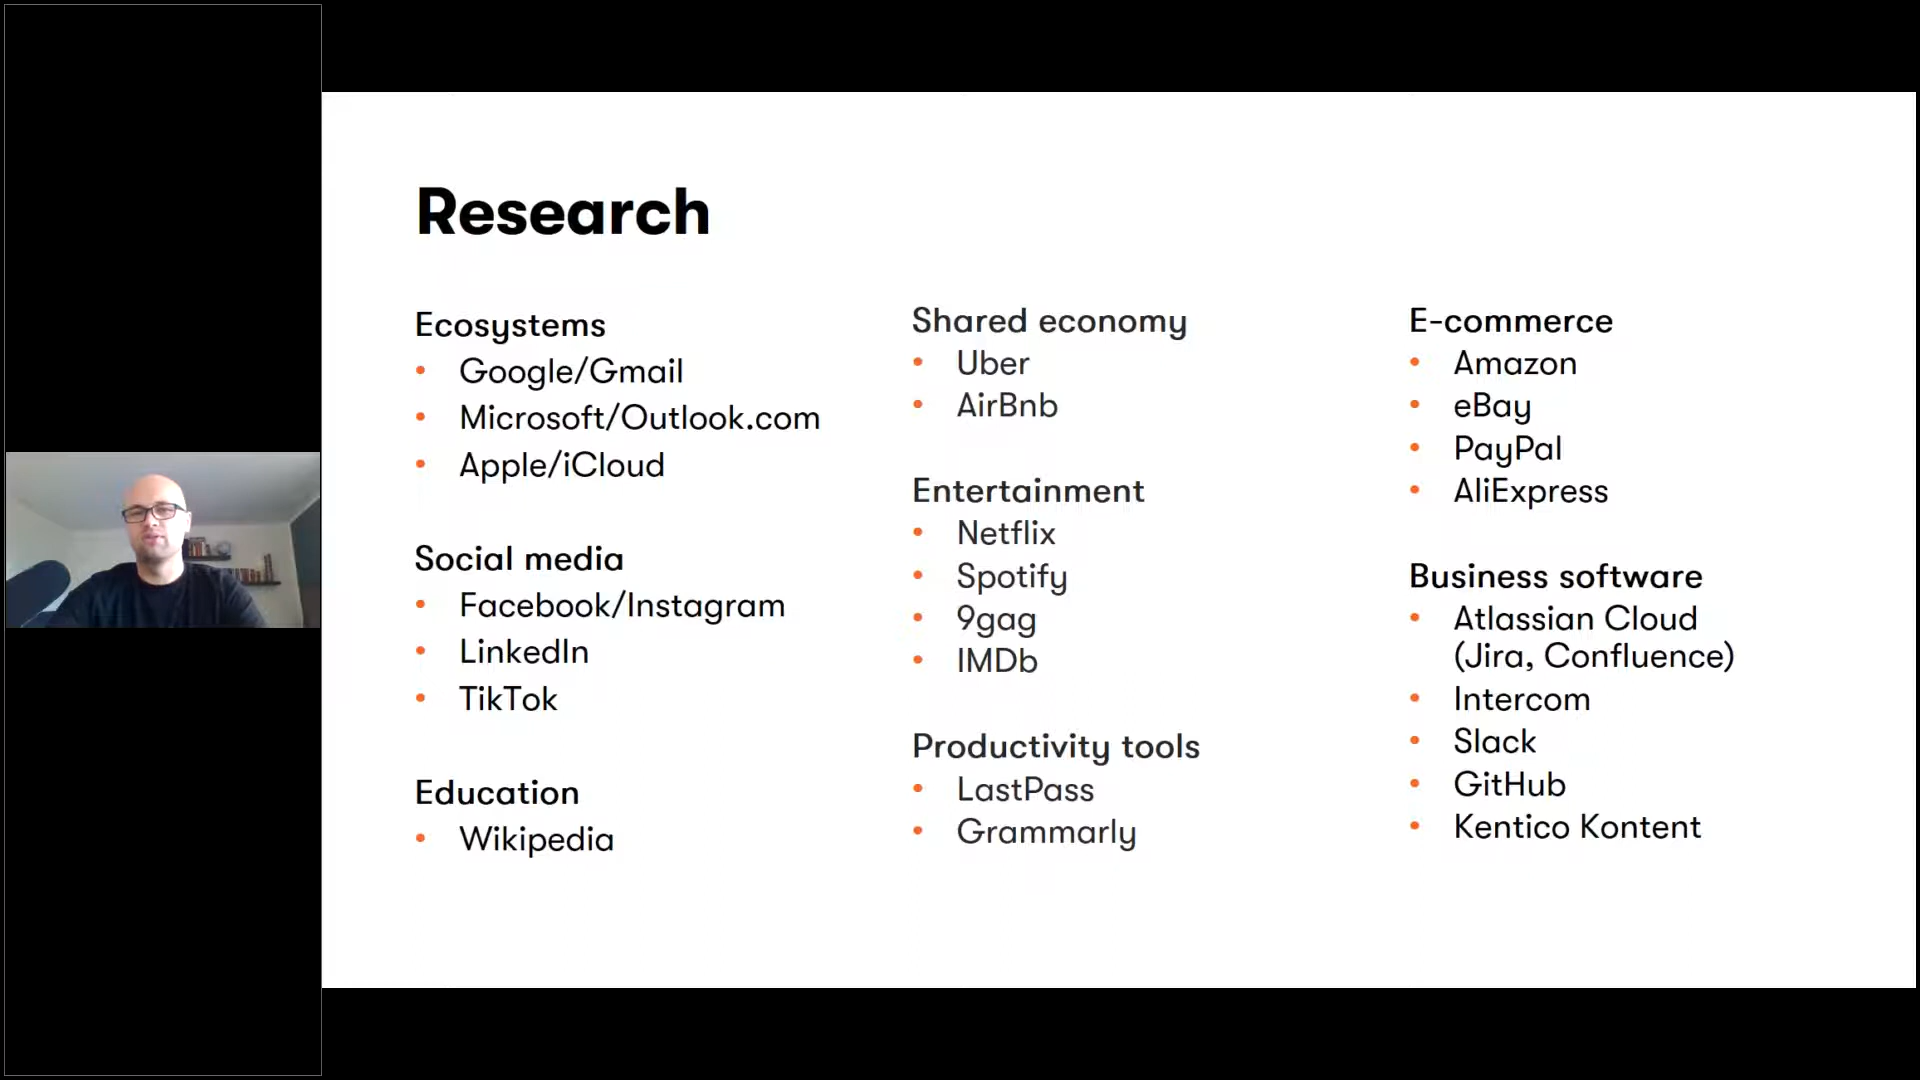 Research
Ecosystems
• Google/Gmail
• Microsoft/Outlook.com
• Apple/iCloud
Social media
• Facebook/Instagram
• LinkedIn
• TikTok
Education
• Wikipedia
Shared economy
• Uber
• AirBnb
Entertainment
• Netflix
• Spotify
• 9gag
• IMDb
Productivity tools
• LastPass
• Grammarly
E-commerce
• Amazon
• eBay
• PayPal
• AliExpress
Business software
• Atlassian Cloud
(Jira, Confluence)
• Intercom
• Slack
• GitHub
• Kentico Kontent